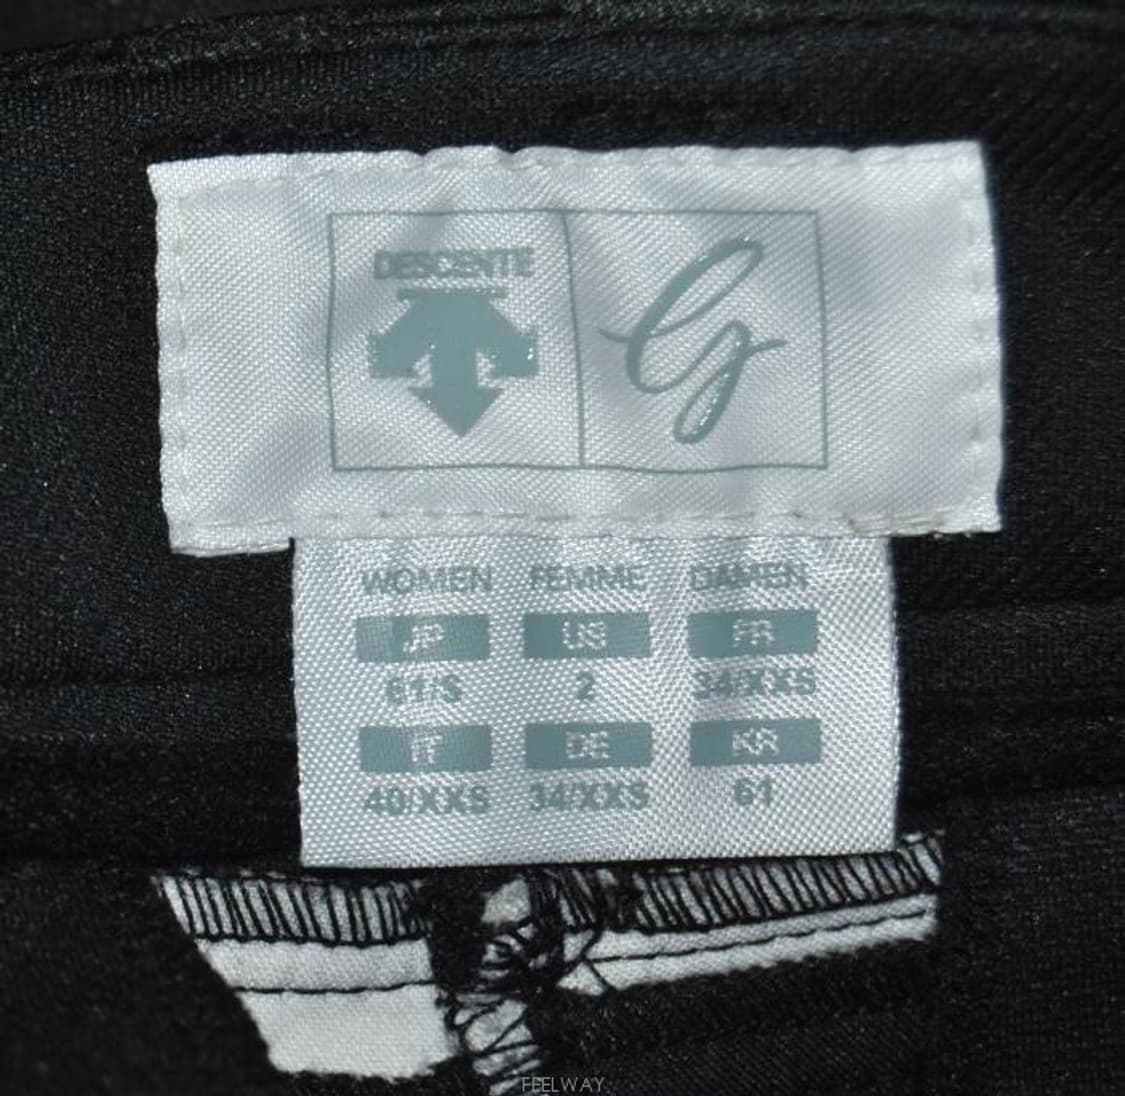 DESCENTE
G
WOMEN FEMME DAMEN
JP US FR
61/S 2 34/XXS
IT DE KR
40/XXS 34/XXS 61
FEELWAY